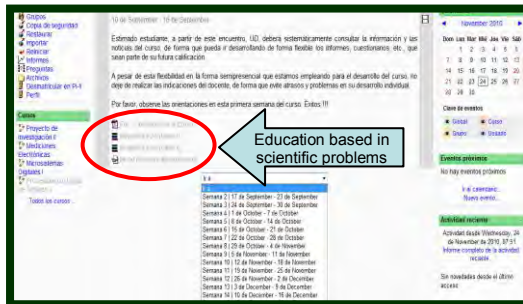 Grupos
Copia de seguridad
Restaurar
Importar
Reiniciar
Informes
Preguntas
Archivos
Desmatricular en PI-II
Perfil
Cursos
Proyecto de
investigación I
Mediciones
Electrónicas
Microsistemas
Digitales I
Todos los cursos ...
10 de September - 16 de September
Estimado estudiante, a partir de este encuentro, UD. deberá sistematicamente consultar la información y las
noticias del curso, de forma que pueda ir desarrollando de forma flexible los informes, cuestionarios, etc., que
sean parte de su futura calificación.
A pesar de esta flexibilidad en la forma semipresencial que estamos empleando para el desarrollo del curso, no
deje de realizar las indicaciones del docente, de forma que evite atrasos y problemas en su desarrollo individual.
Por favor, observe las orientaciones en esta primera semana del curso. Éxitos !!!
Education based in
scientific problems
Ir a...
Semana 2 | 17 de September - 23 de September
Semana 3 | 24 de September - 30 de September
Semana 4 | 1 de October - 7 de October
Semana 5 | 8 de October - 14 de October
Semana 6 | 15 de October - 21 de October
Semana 7 | 22 de October - 28 de October
Semana 8 | 29 de October - 4 de November
Semana 9 | 5 de November - 11 de November
Semana 10 | 12 de November - 18 de November
Semana 11 | 19 de November - 25 de November
Semana 12 | 26 de November - 2 de December
Semana 13 | 3 de December - 9 de December
Semana 14 | 10 de December - 16 de December
November 2010
Dom Lun Mar Mié Jue Vie Sáb
1 2 3 4 5 6
7 8 9 10 11 12 13
14 15 16 17 18 19 20
21 22 23 24 25 26 27
28 29 30
Clave de eventos
Global
Curso
Grupo
Usuario
Eventos próximos
No hay eventos próximos
Ir al calendario...
Nuevo evento...
Actividad reciente
Actividad desde Wednesday, 24
de November de 2010, 07:51
Informe completo de la actividad
reciente...
Sin novedades desde el último
acceso